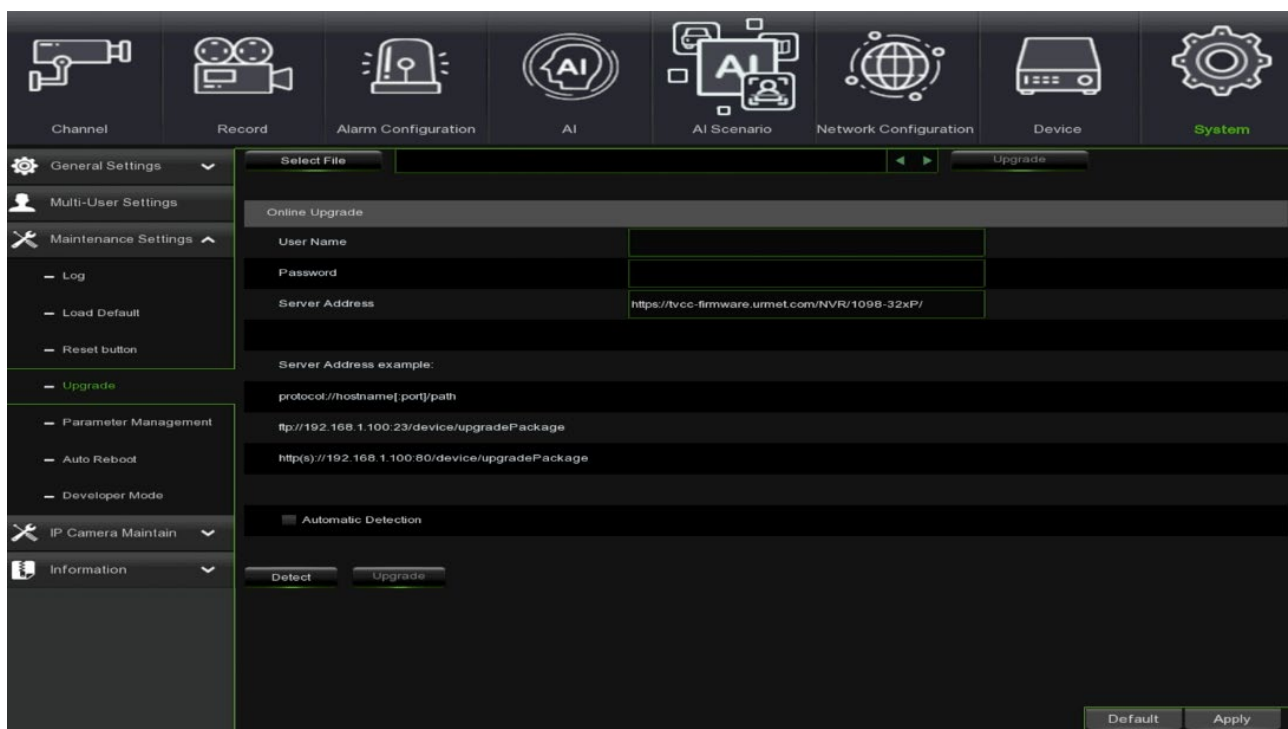 Channel
Record
Alarm Configuration
AI
AI
AI Scenario
Network Configuration
Device
System
General Settings
Select File
Upgrade
Multi-User Settings
Online Upgrade
Maintenance Settings
User Name
Log
Password
Load Default
Server Address https://tvcc-firmware.urmet.com/NVR/1098-32xP/
Reset button
Server Address example:
Upgrade
protocol://hostname[:port]/path
Parameter Management
ftp://192.168.1.100:23/device/upgradePackage
Auto Reboot
http(s)://192.168.1.100:80/device/upgradePackage
Developer Mode
Automatic Detection
IP Camera Maintain
Information
Detect
Upgrade
Default
Apply